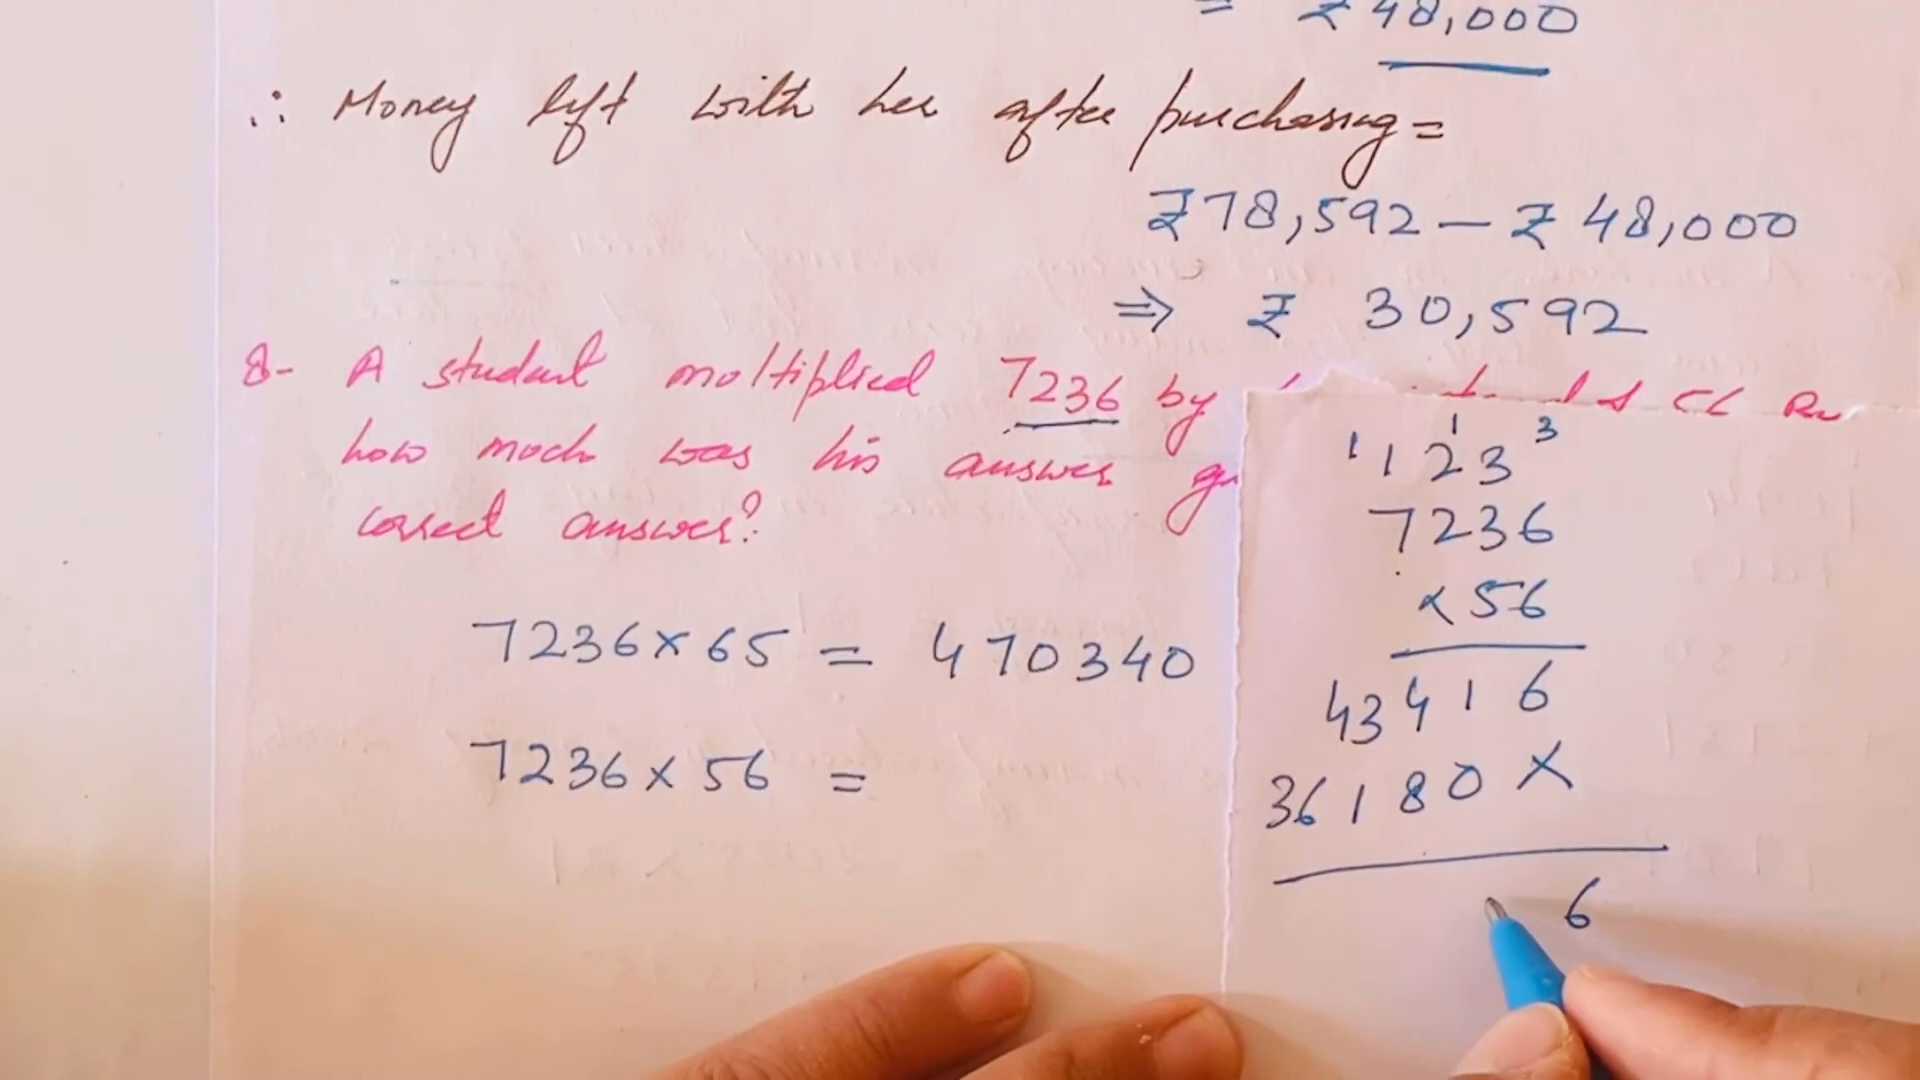 = ₹48,000
∴ Money left with her after purchasing =
₹78,592 — ₹ 48,000
⇒ ₹ 30,592
8- A student multiplied 7236 by
how much was his answer
correct answer?
7236 × 65 = 470340
7236 × 56 =
1 1 3
1 2 3
7236
×56
43416
36180×
6